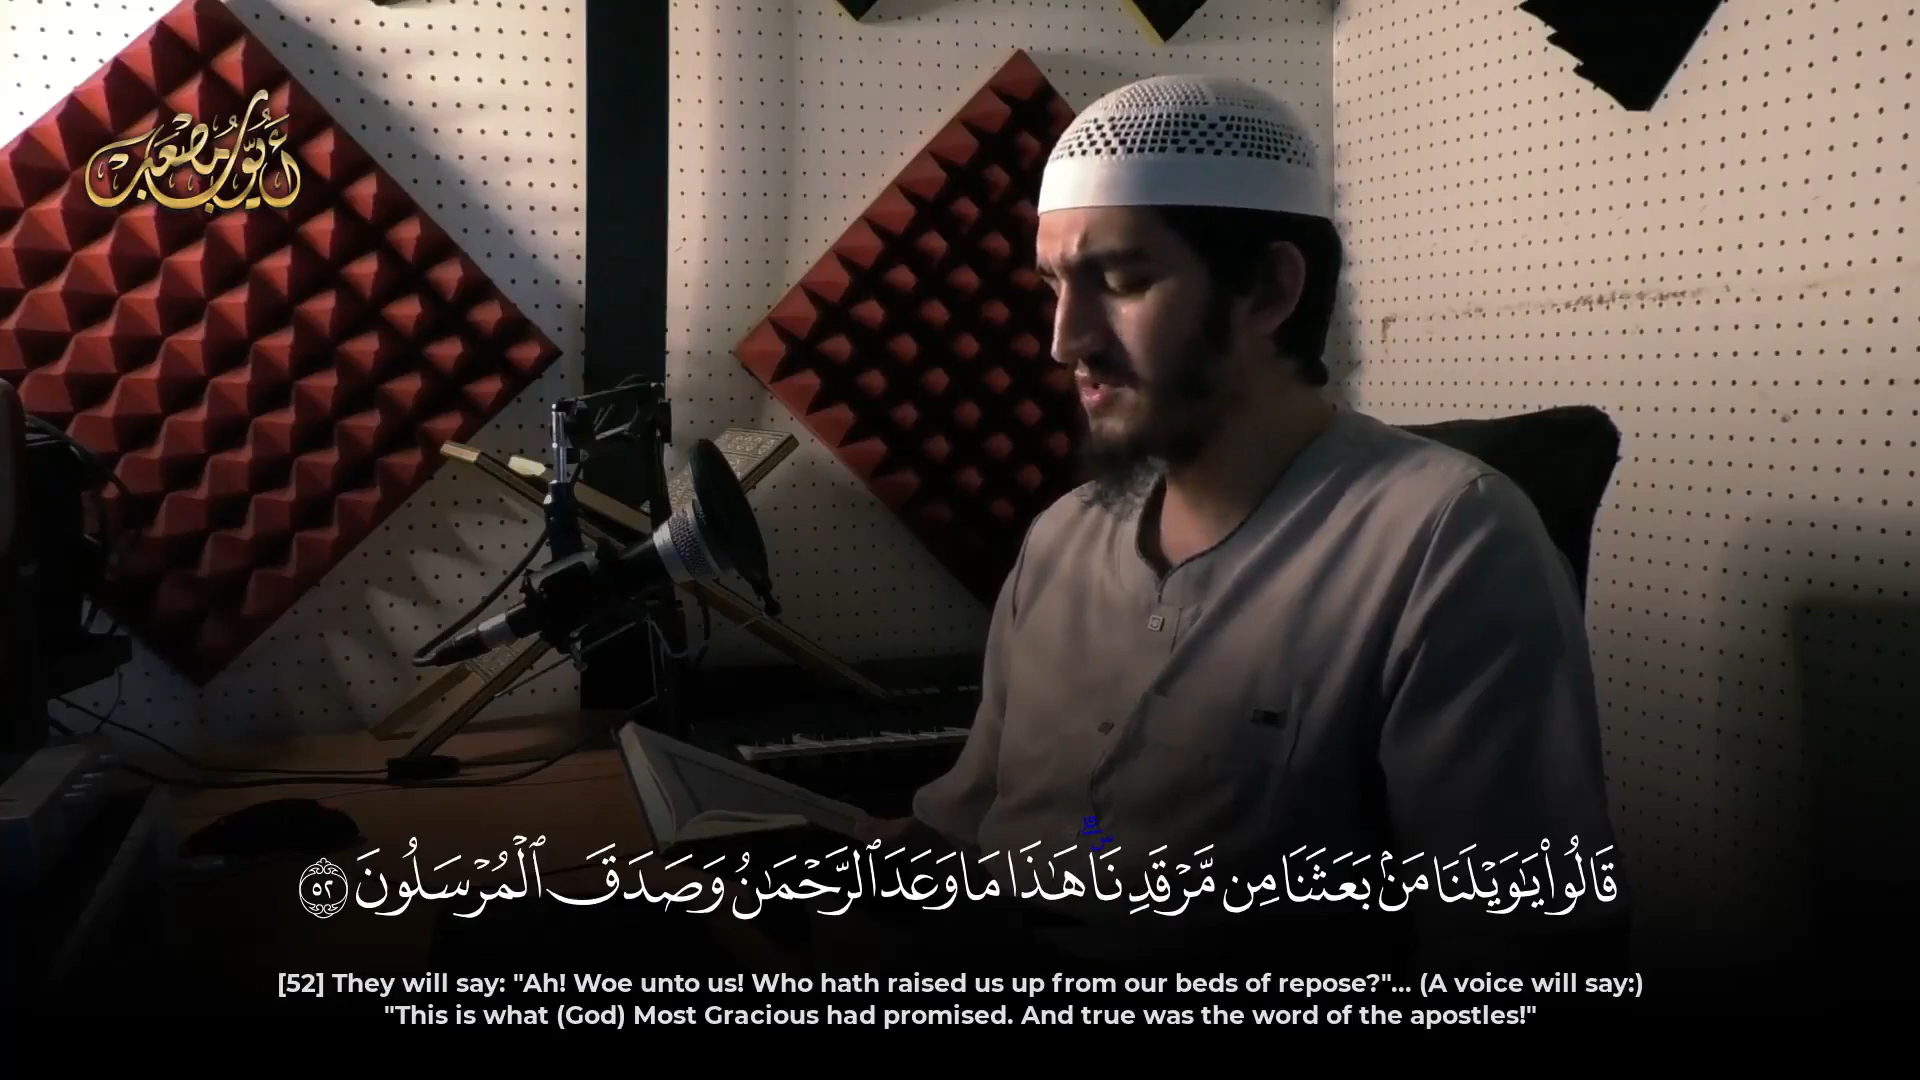 أيوب مصعب
قَالُوا۟ يَـٰوَيْلَنَا مَنۢ بَعَثَنَا مِن مَّرْقَدِنَا ۜ ۗ هَـٰذَا مَا وَعَدَ ٱلرَّحْمَـٰنُ وَصَدَقَ ٱلْمُرْسَلُونَ ٥٢
[52] They will say: "Ah! Woe unto us! Who hath raised us up from our beds of repose?"... (A voice will say:)
"This is what (God) Most Gracious had promised. And true was the word of the apostles!"